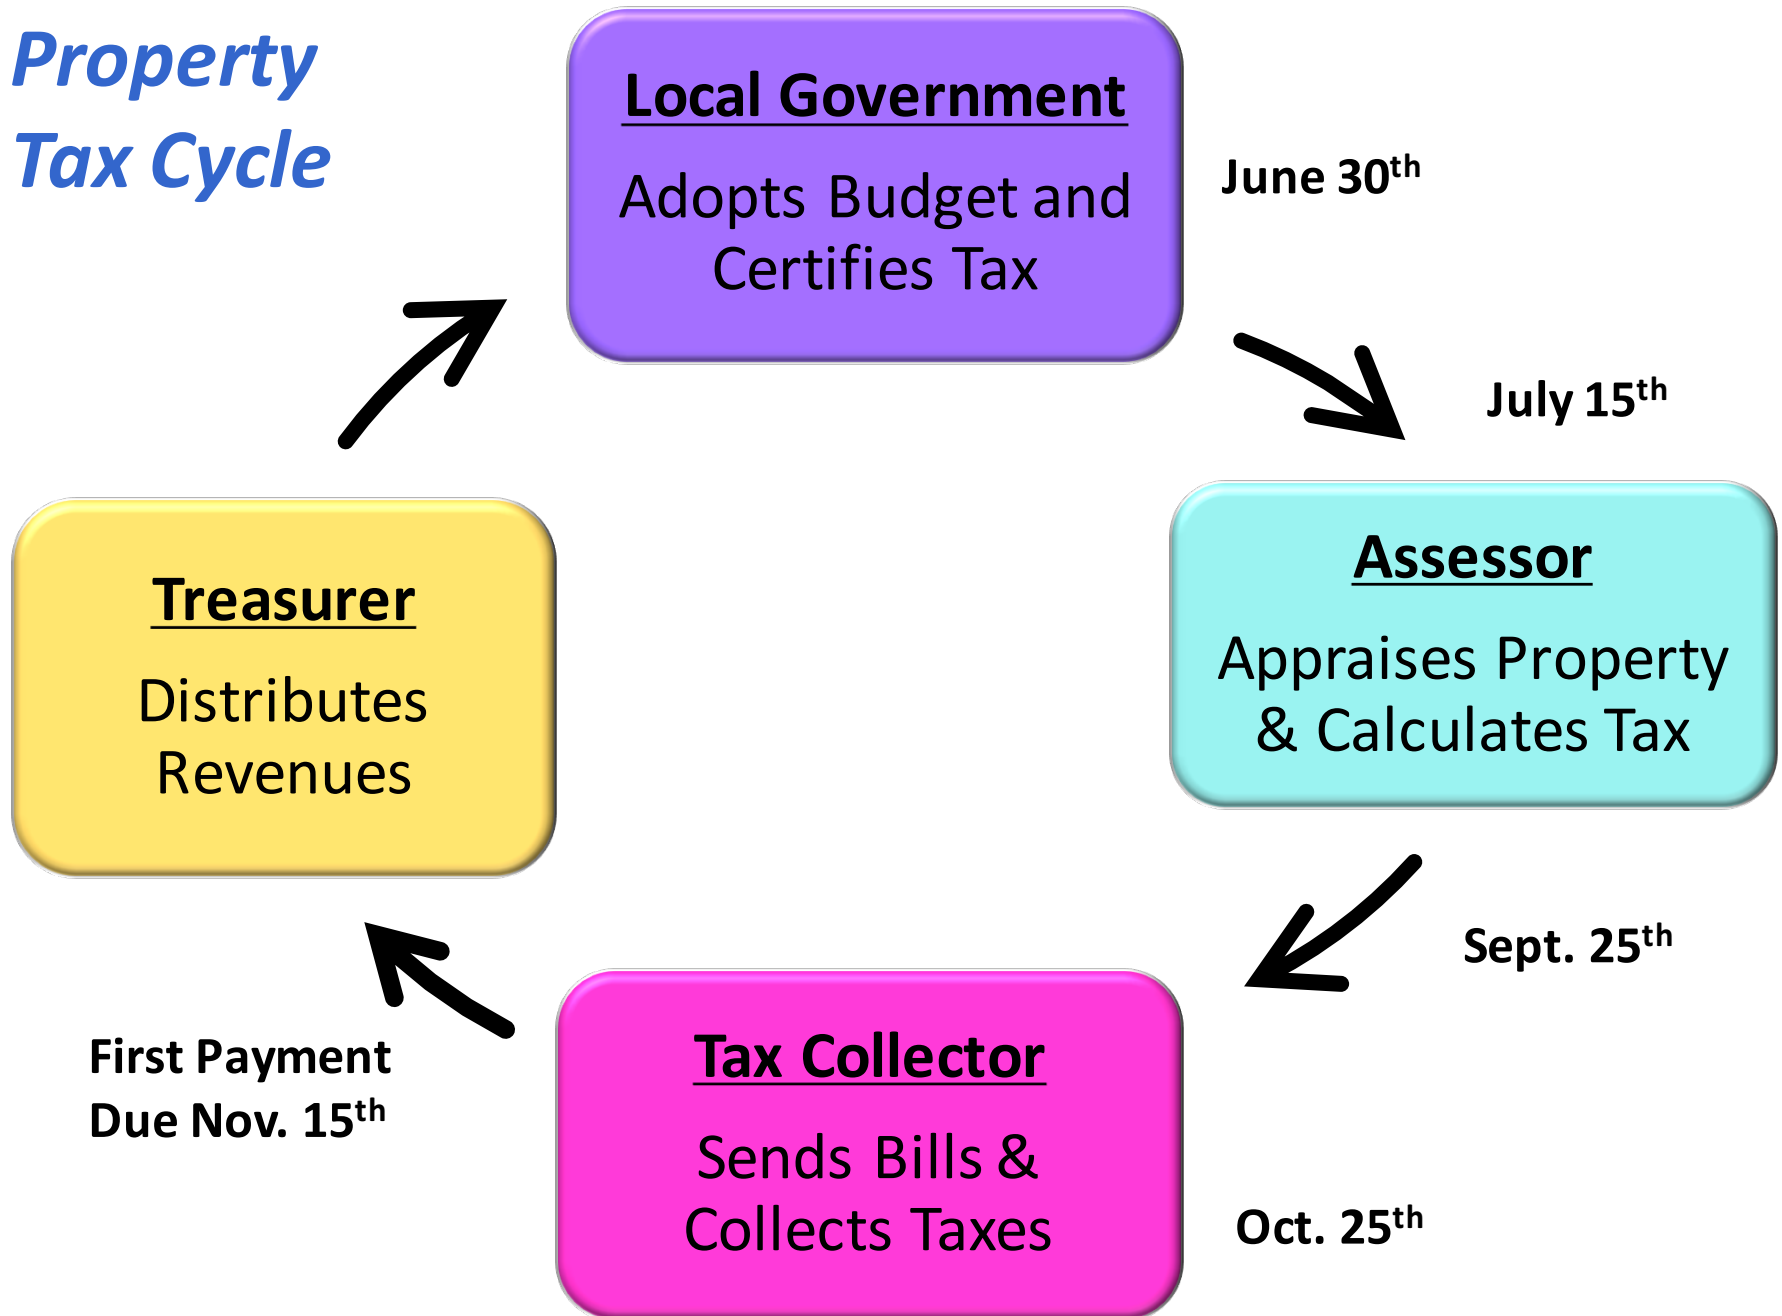 Property
Tax Cycle
Local Government
Adopts Budget and
Certifies Tax
June 30th
July 15th
Assessor
Appraises Property
& Calculates Tax
Sept. 25th
Tax Collector
Sends Bills &
Collects Taxes
Oct. 25th
First Payment
Due Nov. 15th
Treasurer
Distributes
Revenues